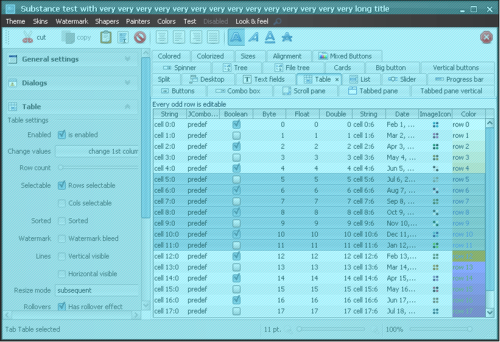 Substance test with very very very very very very very very very very very very very very long title
Theme Skins Watermark Shapers Painters Colors Test Disabled Look & feel
cut copy
General settings
Dialogs
Table
Table settings
Enabled is enabled
Change values change 1st colum
Row count
Selectable Rows selectable
Cols selectable
Sorted Sorted
Watermark Watermark bleed
Lines Vertical visible
Horizontal visible
Resize mode subsequent
Rollovers Has rollover effect
Colored Colorized Sizes Alignment Mixed Buttons
Spinner Tree File tree Cards Big button Vertical buttons
Split Desktop Text fields Table List Slider Progress bar
Buttons Combo box Scroll pane Tabbed pane Tabbed pane vertical
Every odd row is editable
String JCombo... Boolean Byte Float Double String Date ImageIcon Color
cell 0:0 predef 0 0 0 cell 0:6 Feb 1, ... row 0
cell 1:0 predef 1 1 1 cell 1:6 Mar 2, ... row 1
cell 2:0 predef 2 2 2 cell 2:6 Apr 3, ... row 2
cell 3:0 predef 3 3 3 cell 3:6 May 4, ... row 3
cell 4:0 predef 4 4 4 cell 4:6 Jun 5, ... row 4
cell 5:0 predef 5 5 5 cell 5:6 Jul 6, 2... row 5
cell 6:0 predef 6 6 6 cell 6:6 Aug 7, ... row 6
cell 7:0 predef 7 7 7 cell 7:6 Sep 8, ... row 7
cell 8:0 predef 8 8 8 cell 8:6 Oct 9, ... row 8
cell 9:0 predef 9 9 9 cell 9:6 Nov 10,... row 9
cell 10:0 predef 10 10 10 cell 10:6 Dec 11,... row 10
cell 11:0 predef 11 11 11 cell 11:6 Jan 12,... row 11
cell 12:0 predef 12 12 12 cell 12:6 Feb 13,...
cell 13:0 predef 13 13 13 cell 13:6 Mar 14,... row 13
cell 14:0 predef 14 14 14 cell 14:6 Apr 15,... row 14
cell 15:0 predef 15 15 15 cell 15:6 May 16,... row 15
cell 16:0 predef 16 16 16 cell 16:6 Jun 17,... row 16
cell 17:0 predef 17 17 17 cell 17:6 Jul 18, ... row 17
Tab Table selected 11 pt. 100%